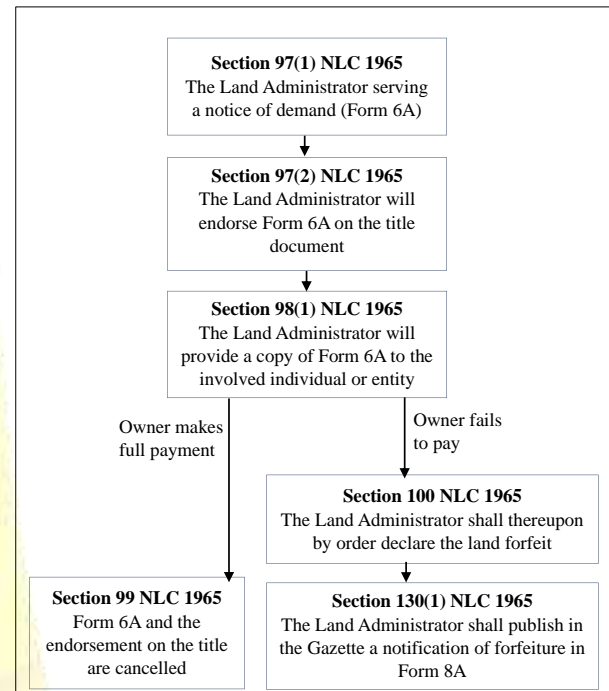 Section 97(1) NLC 1965
The Land Administrator serving
a notice of demand (Form 6A)
Section 97(2) NLC 1965
The Land Administrator will
endorse Form 6A on the title
document
Section 98(1) NLC 1965
The Land Administrator will
provide a copy of Form 6A to the
involved individual or entity
Owner makes
full payment
Owner fails
to pay
Section 100 NLC 1965
The Land Administrator shall thereupon
by order declare the land forfeit
Section 99 NLC 1965
Form 6A and the
endorsement on the title
are cancelled
Section 130(1) NLC 1965
The Land Administrator shall publish in
the Gazette a notification of forfeiture in
Form 8A